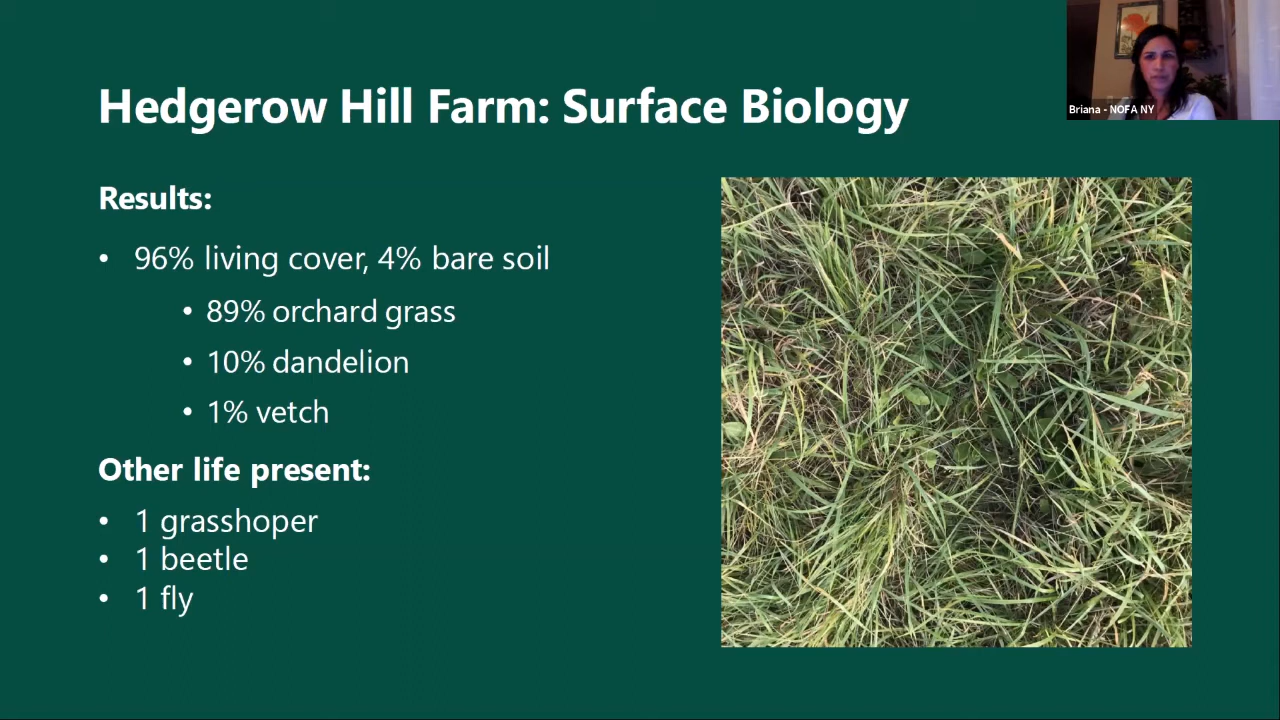 Hedgerow Hill Farm: Surface Biology
Briana - NOFA NY
Results:
• 96% living cover, 4% bare soil
• 89% orchard grass
• 10% dandelion
• 1% vetch
Other life present:
• 1 grasshoper
• 1 beetle
• 1 fly